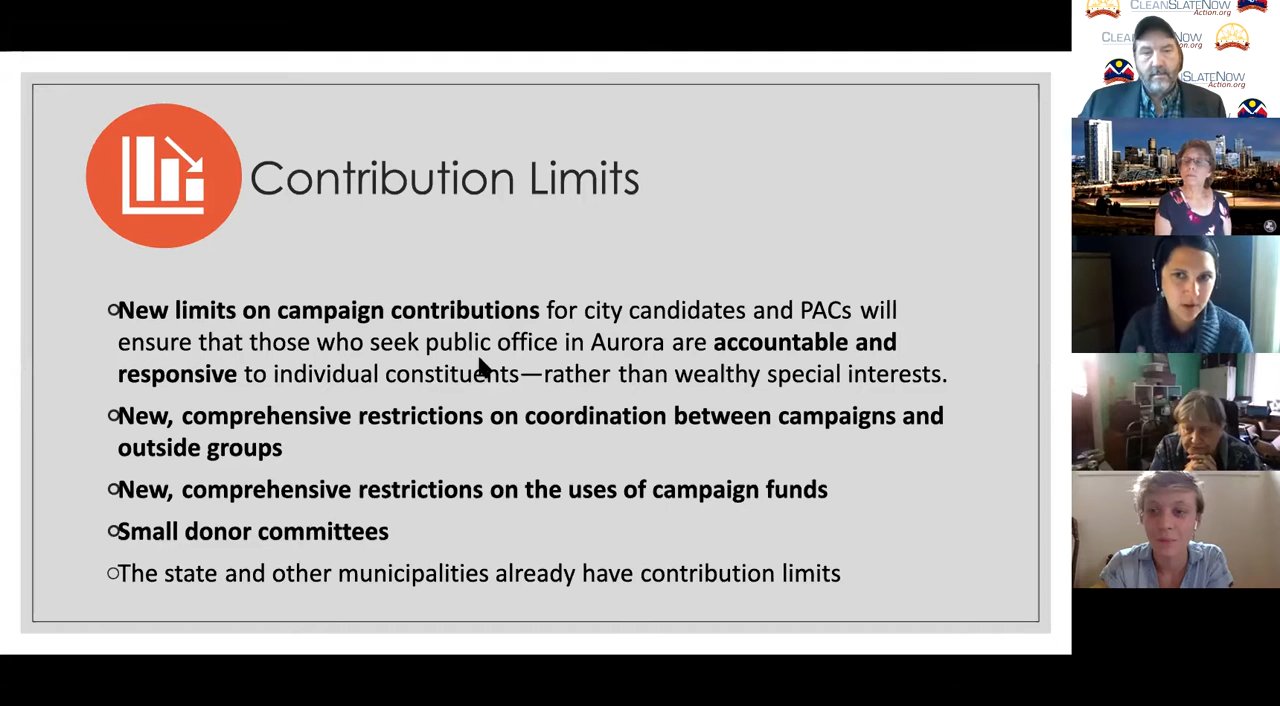 Contribution Limits
New limits on campaign contributions for city candidates and PACs will
ensure that those who seek public office in Aurora are accountable and
responsive to individual constituents—rather than wealthy special interests.
New, comprehensive restrictions on coordination between campaigns and
outside groups
New, comprehensive restrictions on the uses of campaign funds
Small donor committees
The state and other municipalities already have contribution limits
CLEANSLATENOW
Action.org
CLEA NOW
on.org
SLATENOW
Action.org